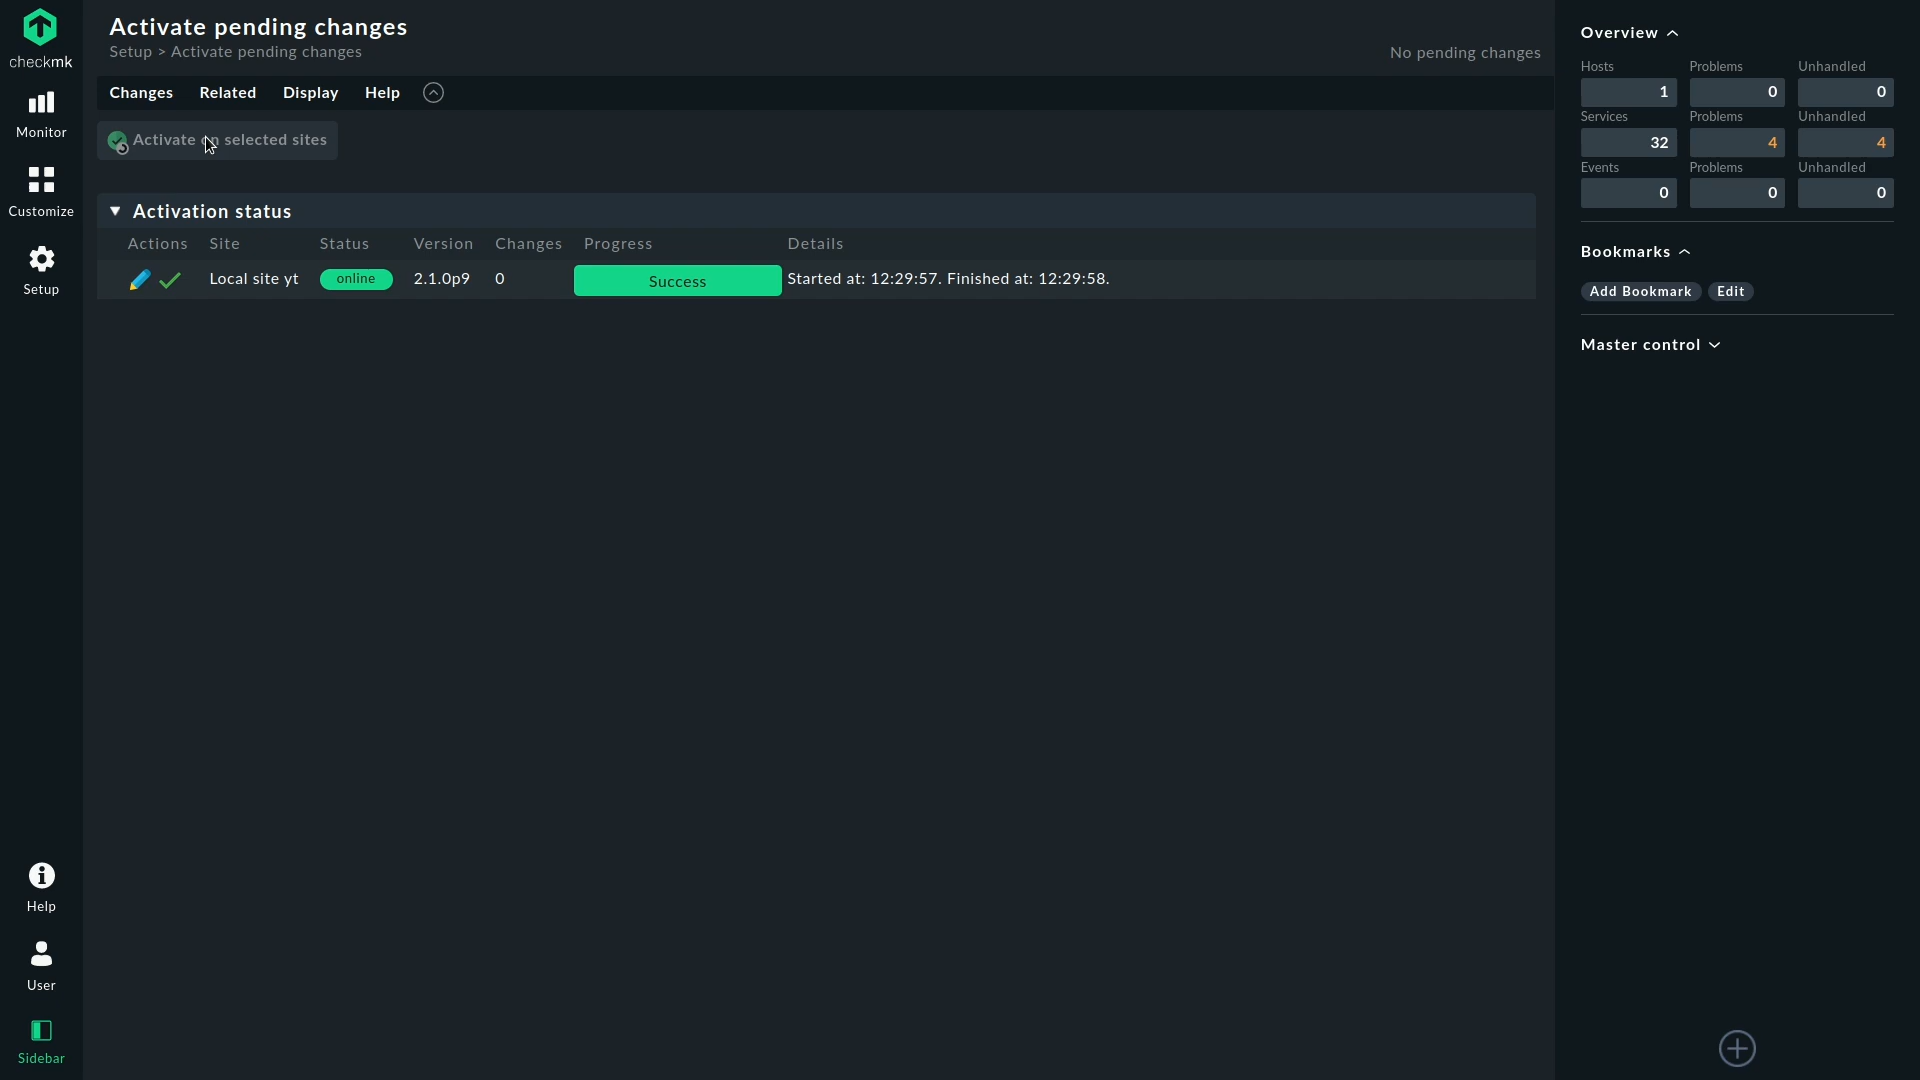 checkmk
Monitor
Customize
Setup
Help
User
Sidebar
Activate pending changes
Setup > Activate pending changes
No pending changes
Changes Related Display Help
Activate on selected sites
Activation status
Actions Site Status Version Changes Progress Details
Local site yt online 2.1.0p9 0 Success Started at: 12:29:57. Finished at: 12:29:58.
Overview
Hosts Problems Unhandled
1 0 0
Services Problems Unhandled
32 4 4
Events Problems Unhandled
0 0 0
Bookmarks
Add Bookmark Edit
Master control